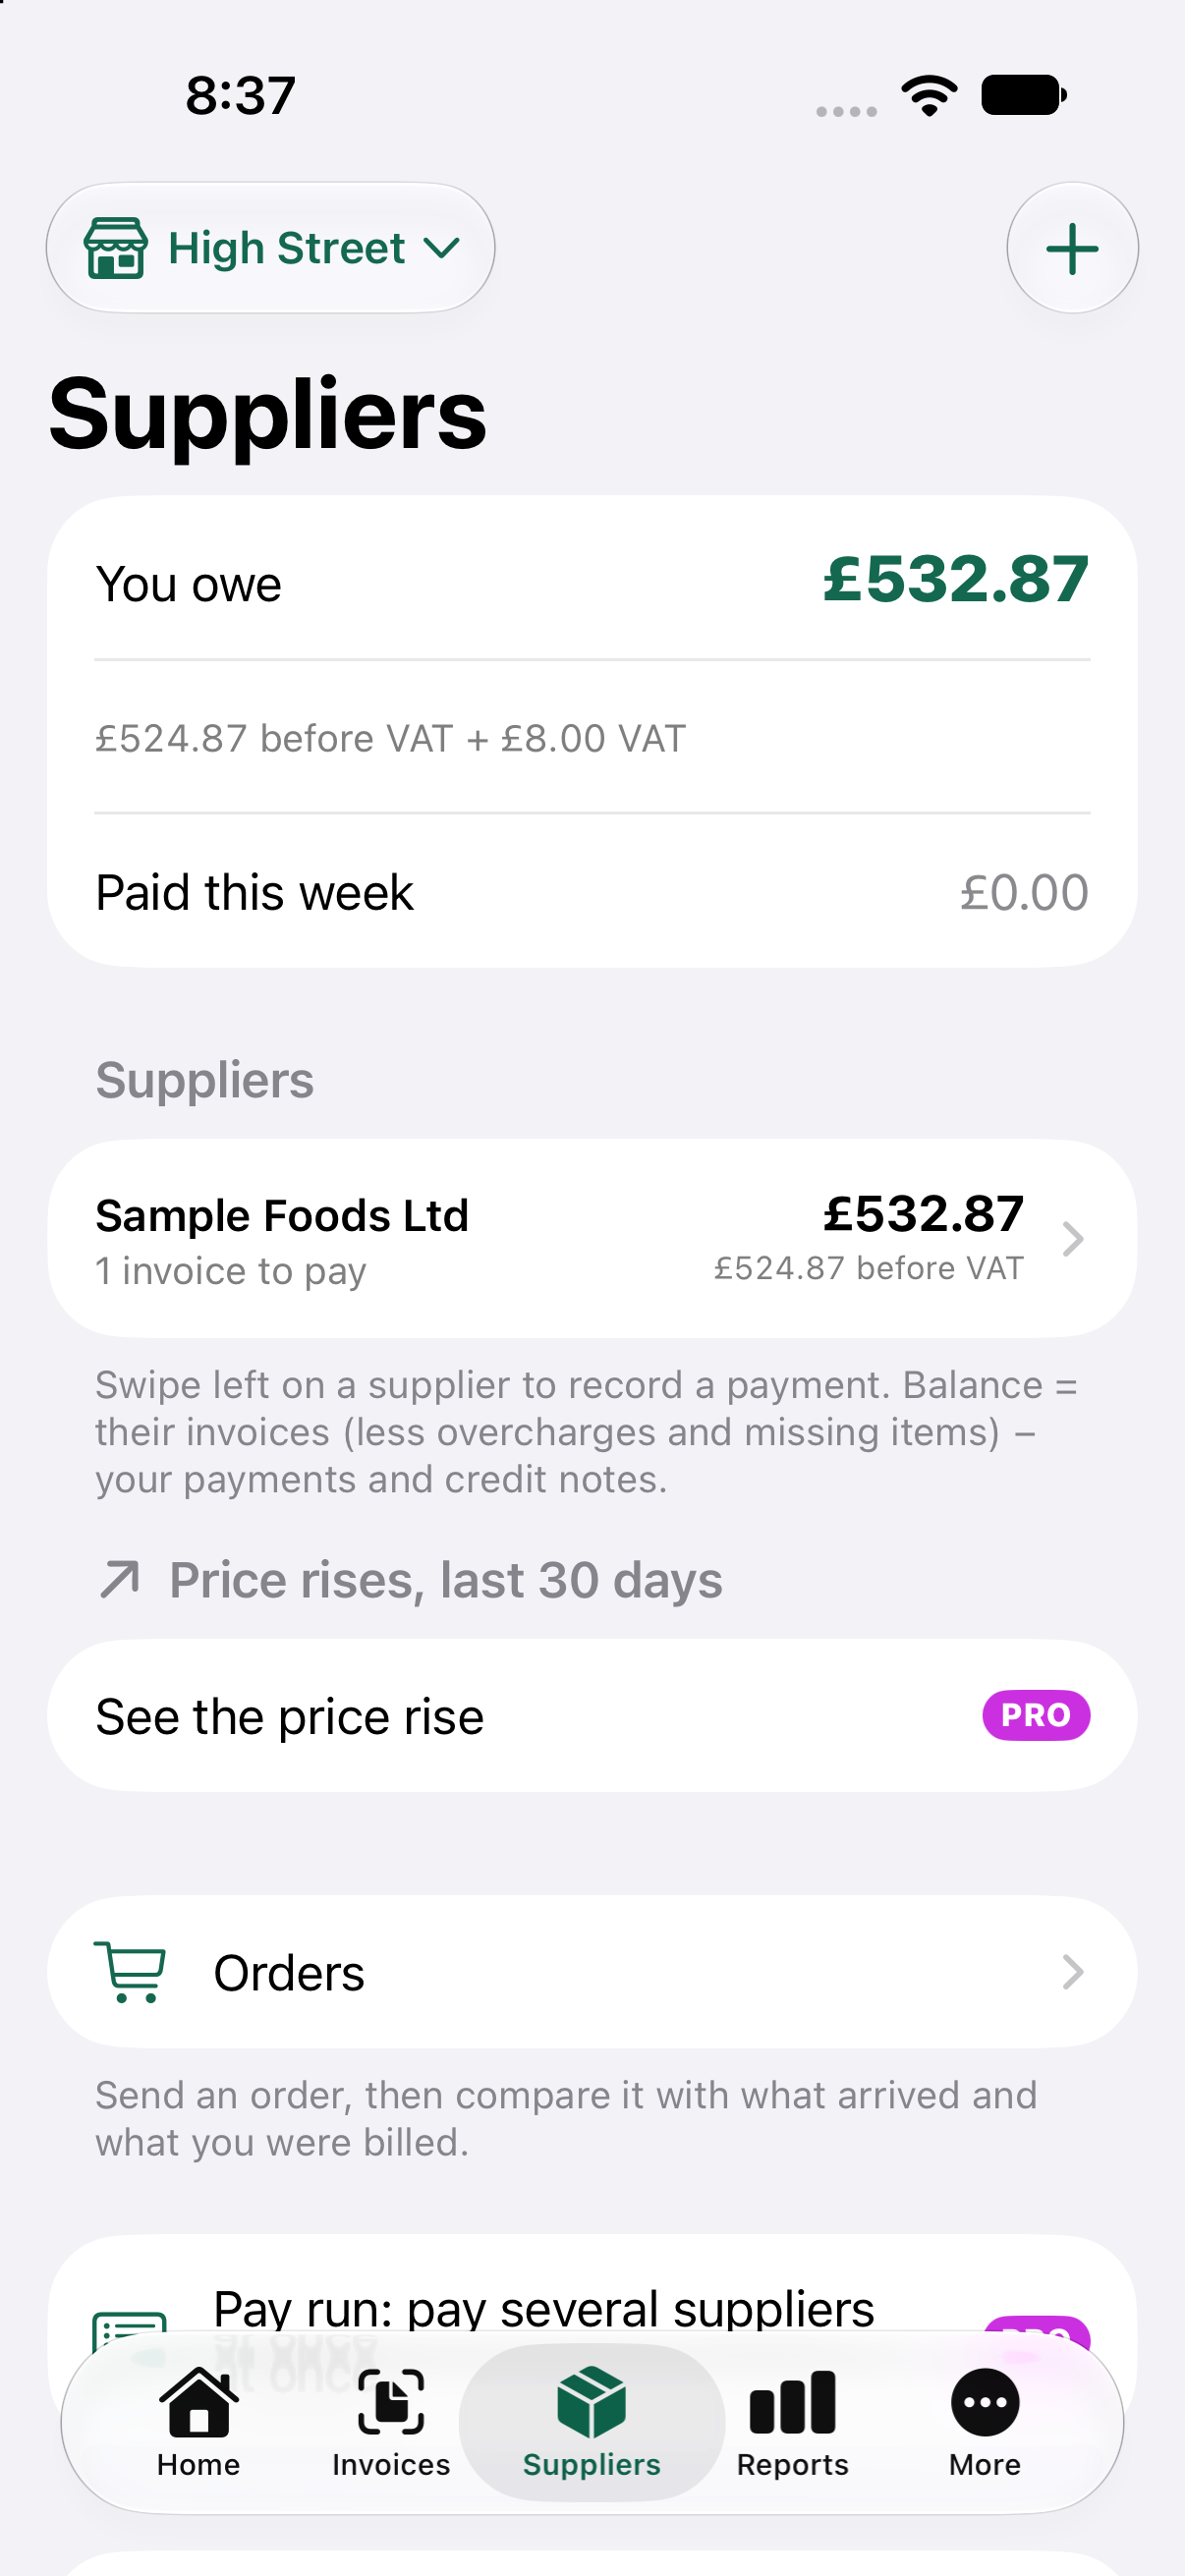 8:37
High Street
Suppliers
You owe £532.87
£524.87 before VAT + £8.00 VAT
Paid this week £0.00
Suppliers
Sample Foods Ltd £532.87
1 invoice to pay £524.87 before VAT
Swipe left on a supplier to record a payment. Balance =
their invoices (less overcharges and missing items) –
your payments and credit notes.
Price rises, last 30 days
See the price rise PRO
Orders
Send an order, then compare it with what arrived and
what you were billed.
Pay run: pay several suppliers PRO
at once
Home Invoices Suppliers Reports More